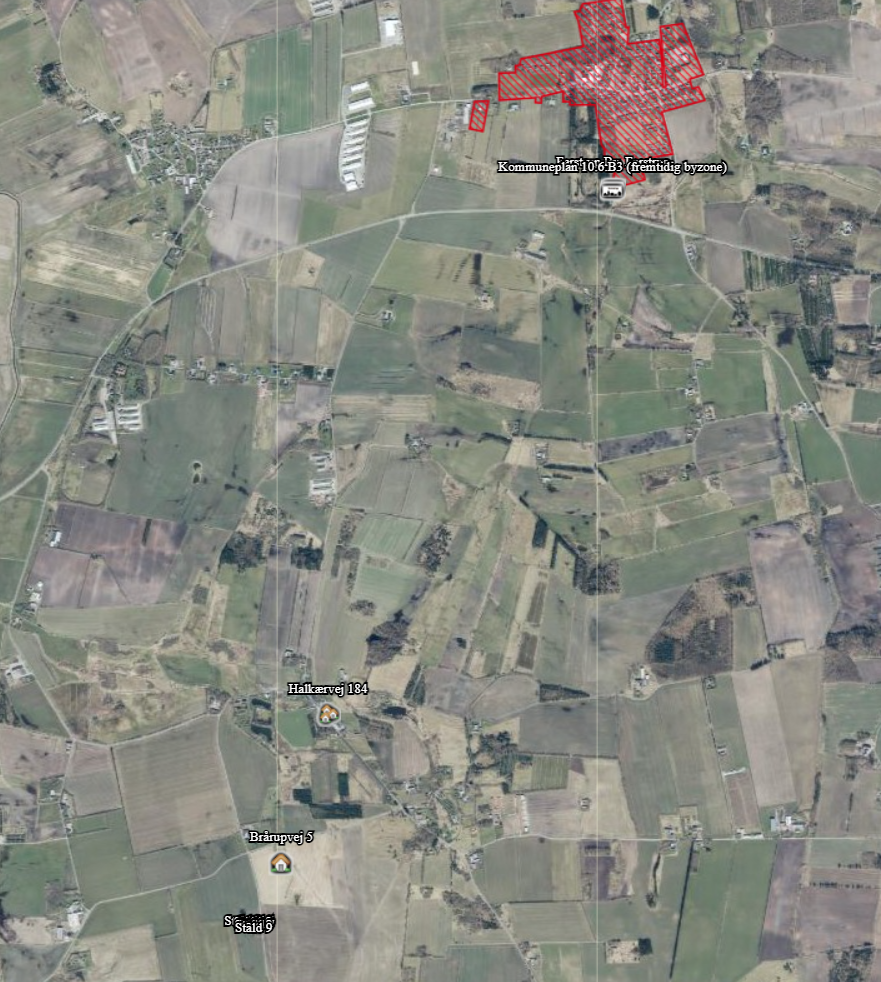 Kommuneplan 10.6.B3 (fremtidig byzone)
Halkærvej 184
Brårupvej 5
Stald 9